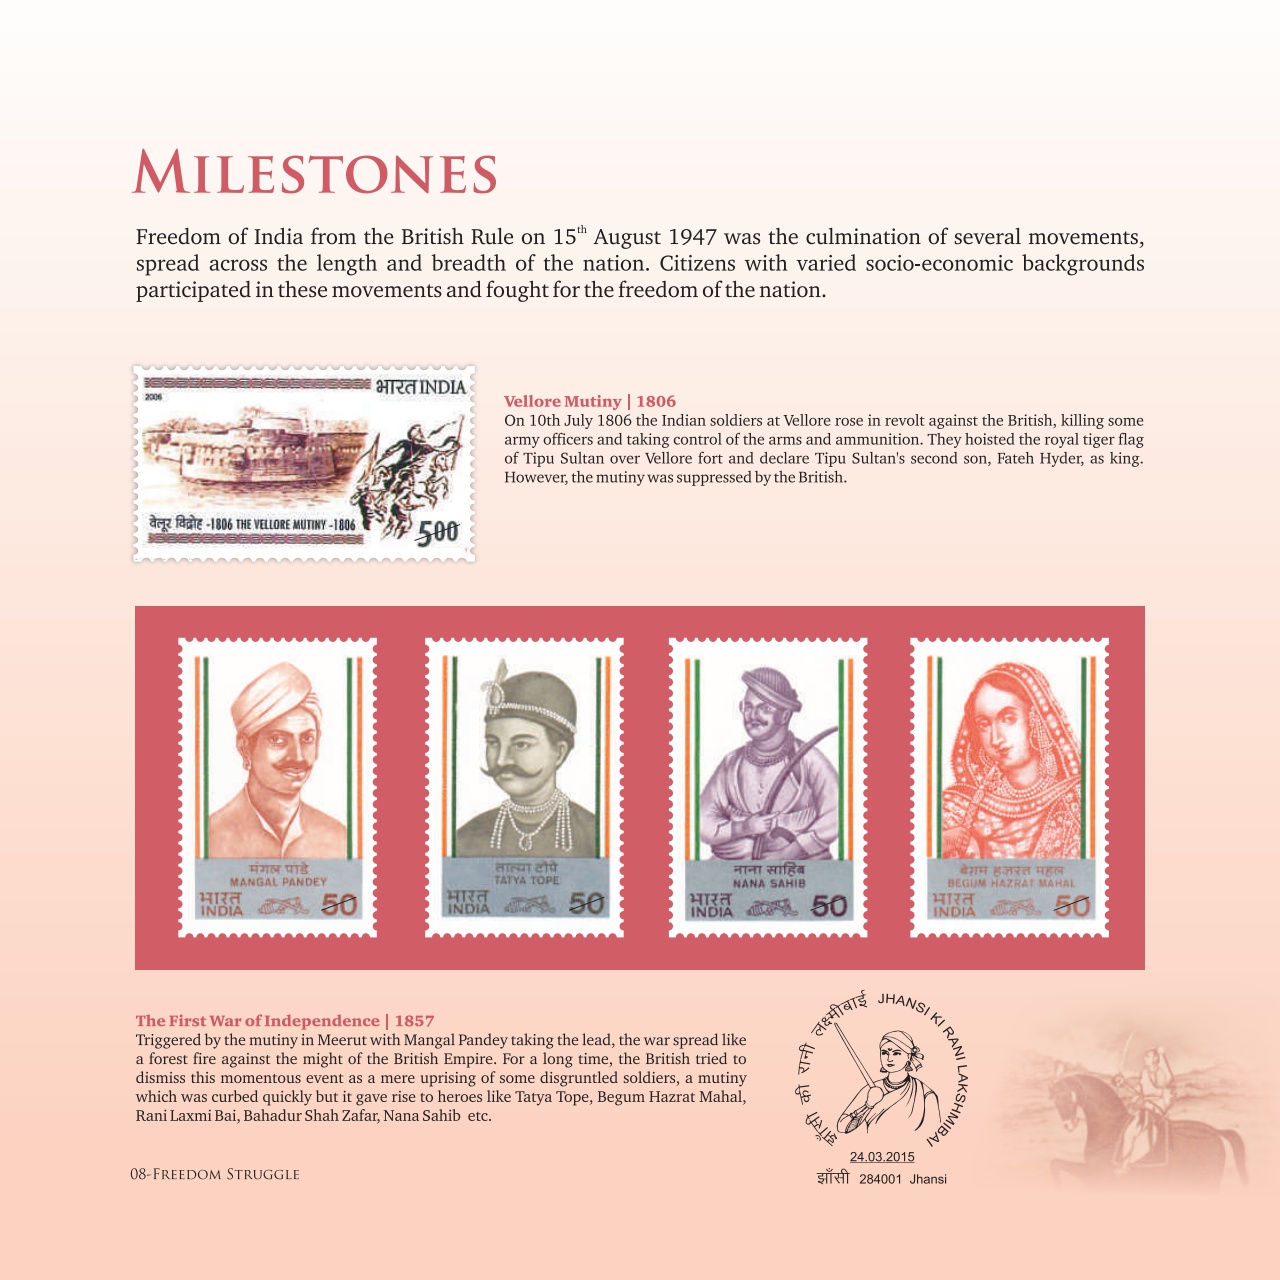 MILESTONES
Freedom of India from the British Rule on 15th August 1947 was the culmination of several movements,
spread across the length and breadth of the nation. Citizens with varied socio-economic backgrounds
participated in these movements and fought for the freedom of the nation.
भारत INDIA
2006
वेलूर विद्रोह -1806 THE VELLORE MUTINY -1806
5.00
Vellore Mutiny | 1806
On 10th July 1806 the Indian soldiers at Vellore rose in revolt against the British, killing some
army officers and taking control of the arms and ammunition. They hoisted the royal tiger flag
of Tipu Sultan over Vellore fort and declare Tipu Sultan's second son, Fateh Hyder, as king.
However, the mutiny was suppressed by the British.
मंगल पांडे
MANGAL PANDEY
भारत
INDIA
50
तात्या टोपे
TATYA TOPE
भारत
INDIA
50
नाना साहिब
NANA SAHIB
भारत
INDIA
50
बेगम हज़रत महल
BEGUM HAZRAT MAHAL
भारत
INDIA
50
The First War of Independence | 1857
Triggered by the mutiny in Meerut with Mangal Pandey taking the lead, the war spread like
a forest fire against the might of the British Empire. For a long time, the British tried to
dismiss this momentous event as a mere uprising of some disgruntled soldiers, a mutiny
which was curbed quickly but it gave rise to heroes like Tatya Tope, Begum Hazrat Mahal,
Rani Laxmi Bai, Bahadur Shah Zafar, Nana Sahib etc.
झाँसी की रानी लक्ष्मीबाई JHANSI KI RANI LAKSHMIBAI
24.03.2015
झाँसी 284001 Jhansi
08-FREEDOM STRUGGLE